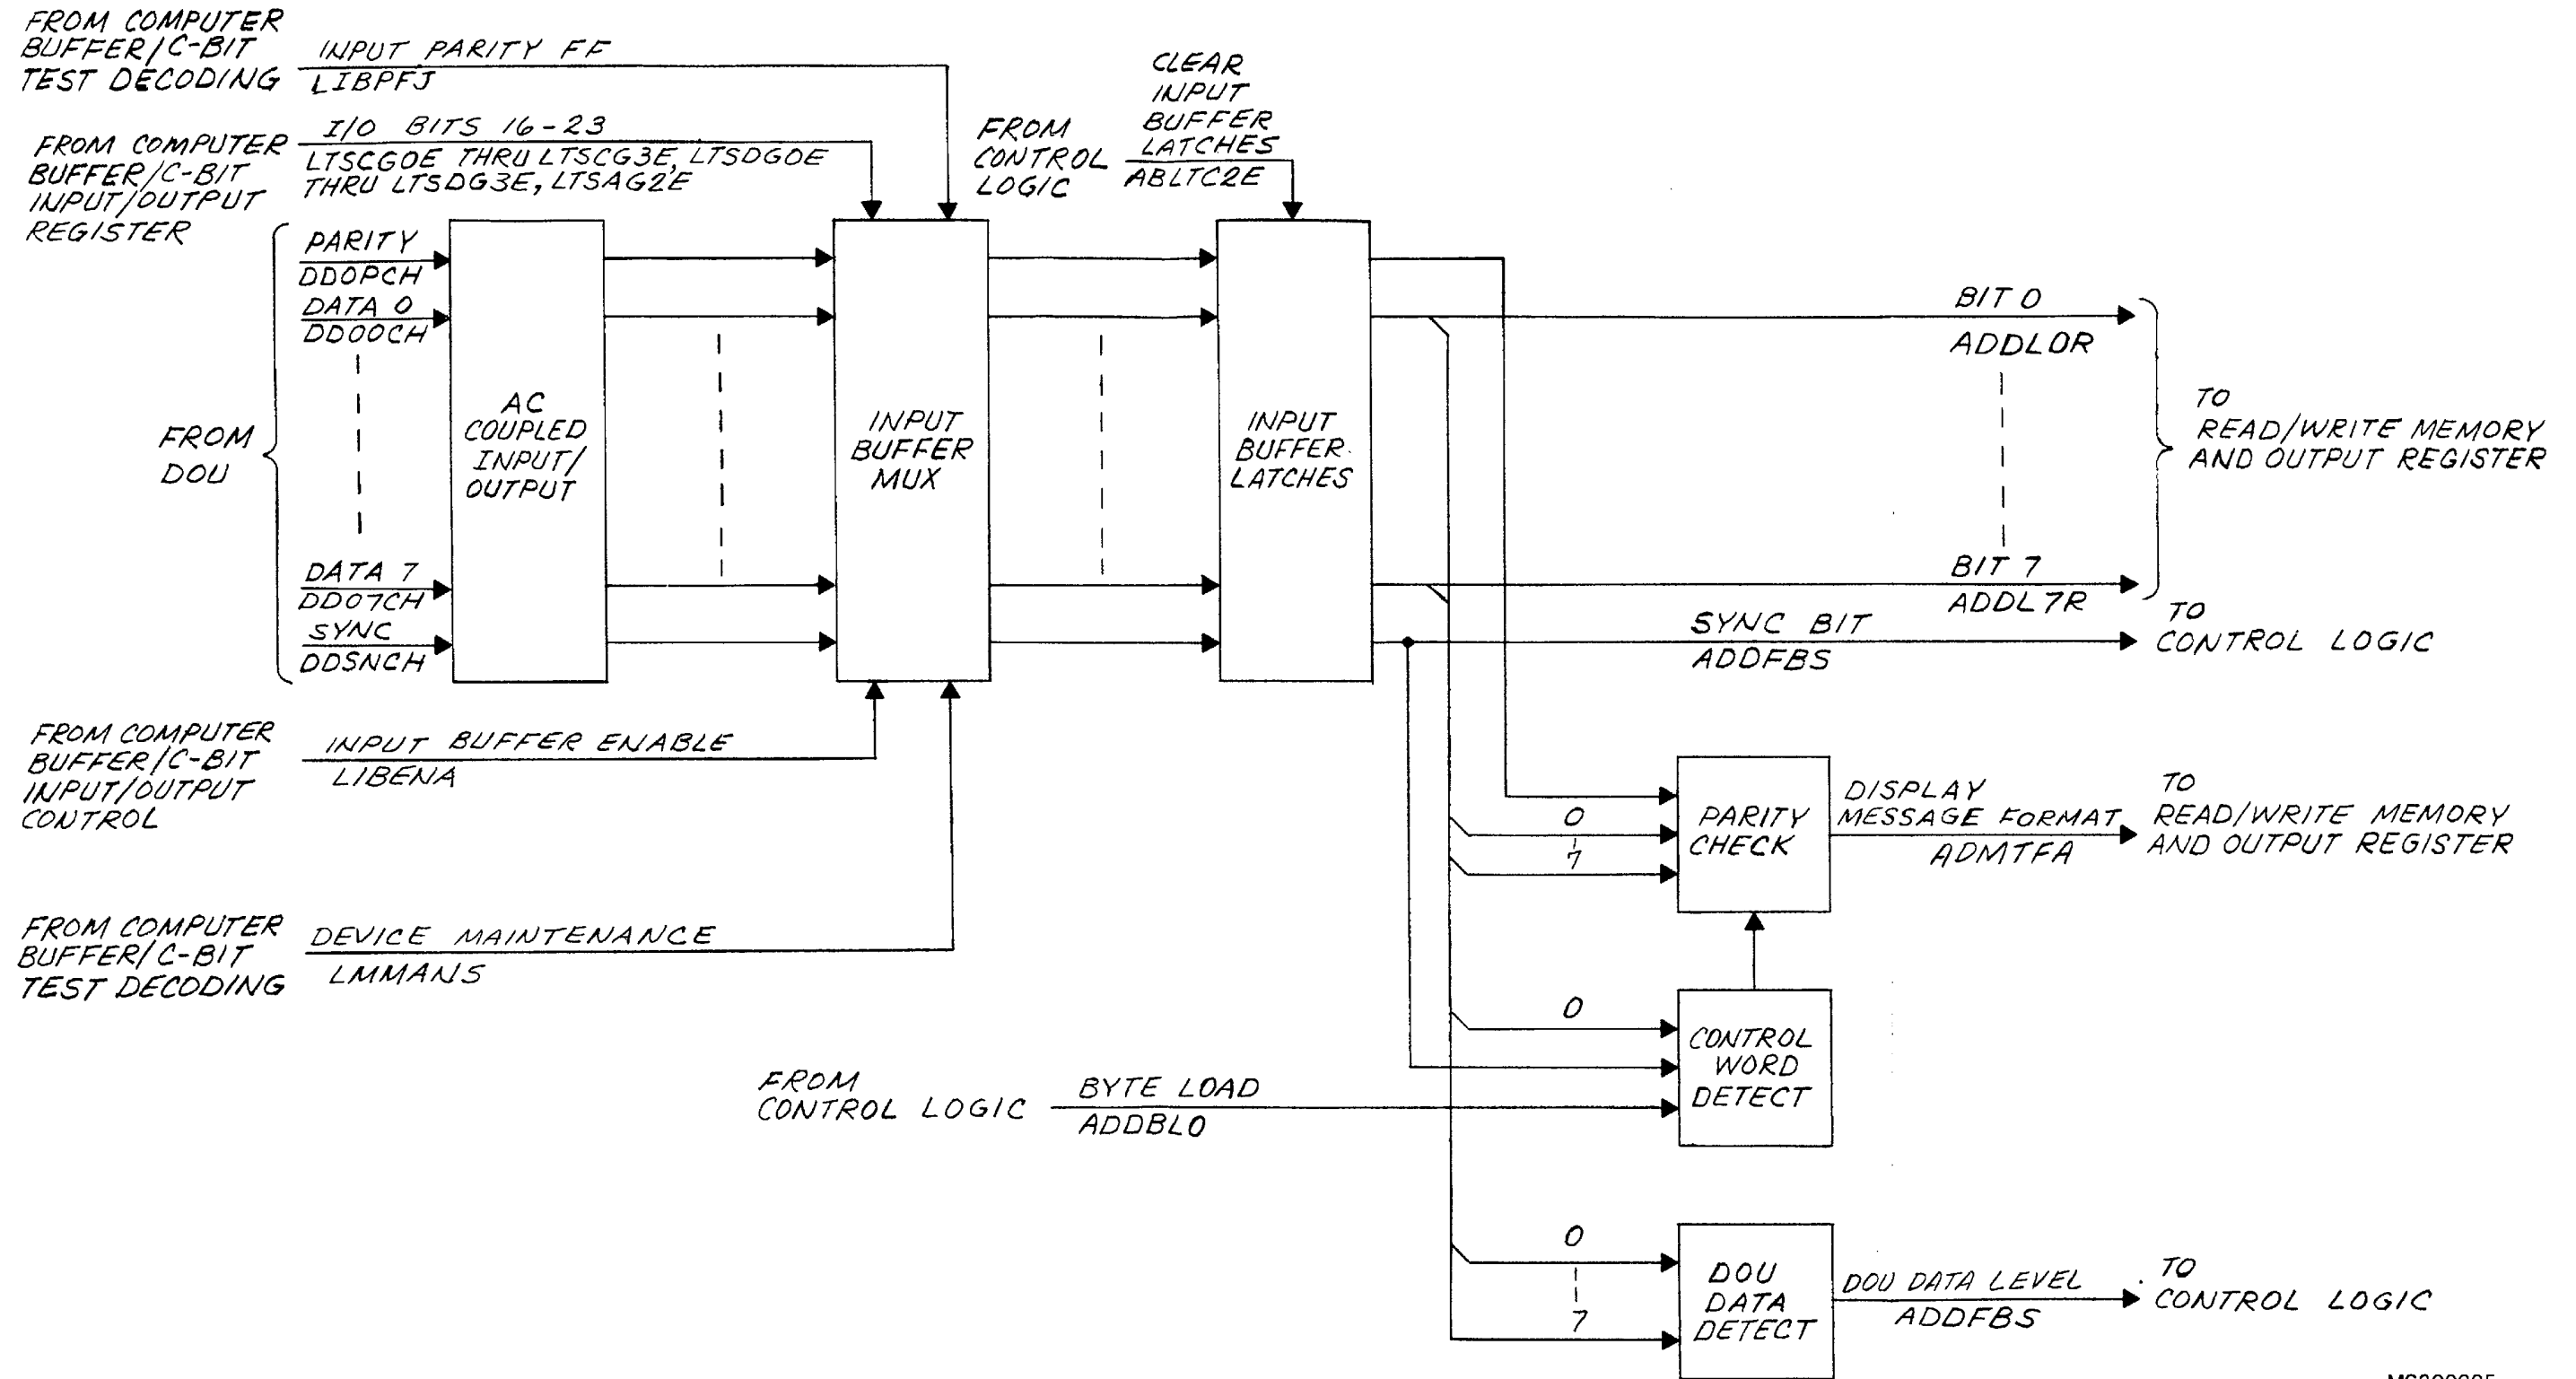 FROM COMPUTER
BUFFER/C-BIT
TEST DECODING
INPUT PARITY FF
LIBPFJ
FROM COMPUTER
BUFFER/C-BIT
INPUT/OUTPUT
REGISTER
I/O BITS 16-23
LTSCG0E THRU LTSCG3E, LTSDG0E
THRU LTSDG3E, LTSAG2E
FROM
CONTROL
LOGIC
CLEAR
INPUT
BUFFER
LATCHES
ABLTC2E
FROM
DOU
PARITY
DD0PCH
DATA 0
DD00CH
DATA 7
DD07CH
SYNC
DDSNCH
AC
COUPLED
INPUT/
OUTPUT
INPUT
BUFFER
MUX
INPUT
BUFFER
LATCHES
BIT 0
ADDL0R
BIT 7
ADDL7R
TO
READ/WRITE MEMORY
AND OUTPUT REGISTER
SYNC BIT
ADDFBS
TO
CONTROL LOGIC
FROM COMPUTER
BUFFER/C-BIT
INPUT/OUTPUT
CONTROL
INPUT BUFFER ENABLE
LIBENA
FROM COMPUTER
BUFFER/C-BIT
TEST DECODING
DEVICE MAINTENANCE
LMMANS
0
7
PARITY
CHECK
DISPLAY
MESSAGE FORMAT
ADMTFA
TO
READ/WRITE MEMORY
AND OUTPUT REGISTER
0
CONTROL
WORD
DETECT
FROM
CONTROL LOGIC
BYTE LOAD
ADDBL0
0
7
DOU
DATA
DETECT
DOU DATA LEVEL
ADDFBS
TO
CONTROL LOGIC